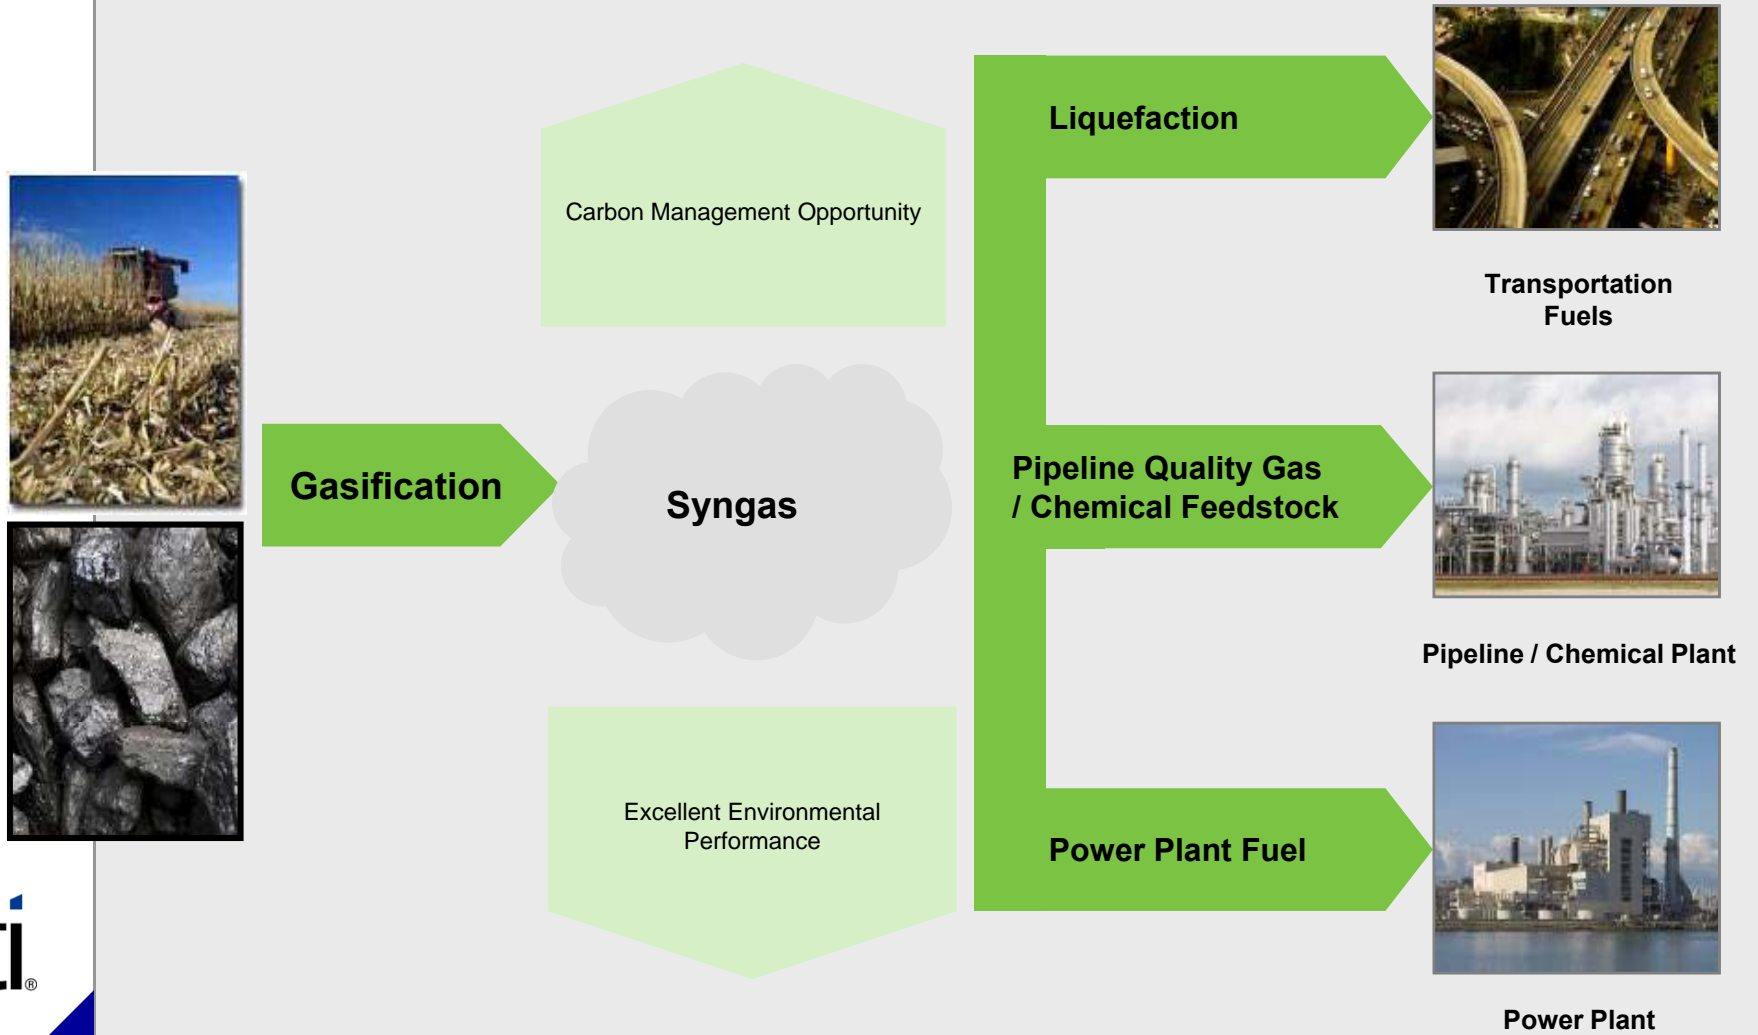 Carbon Management Opportunity
Liquefaction
Transportation
Fuels
Gasification
Syngas
Pipeline Quality Gas
/ Chemical Feedstock
Pipeline / Chemical Plant
Excellent Environmental
Performance
Power Plant Fuel
Power Plant
®